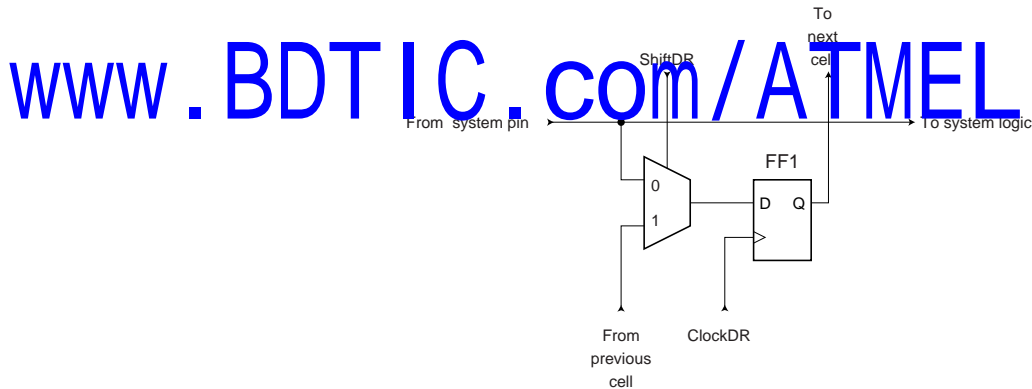 To
next
cell
ShiftDR
www.BDTIC.com/ATMEL
From system pin
To system logic
FF1
0
D Q
1
From
previous
cell
ClockDR